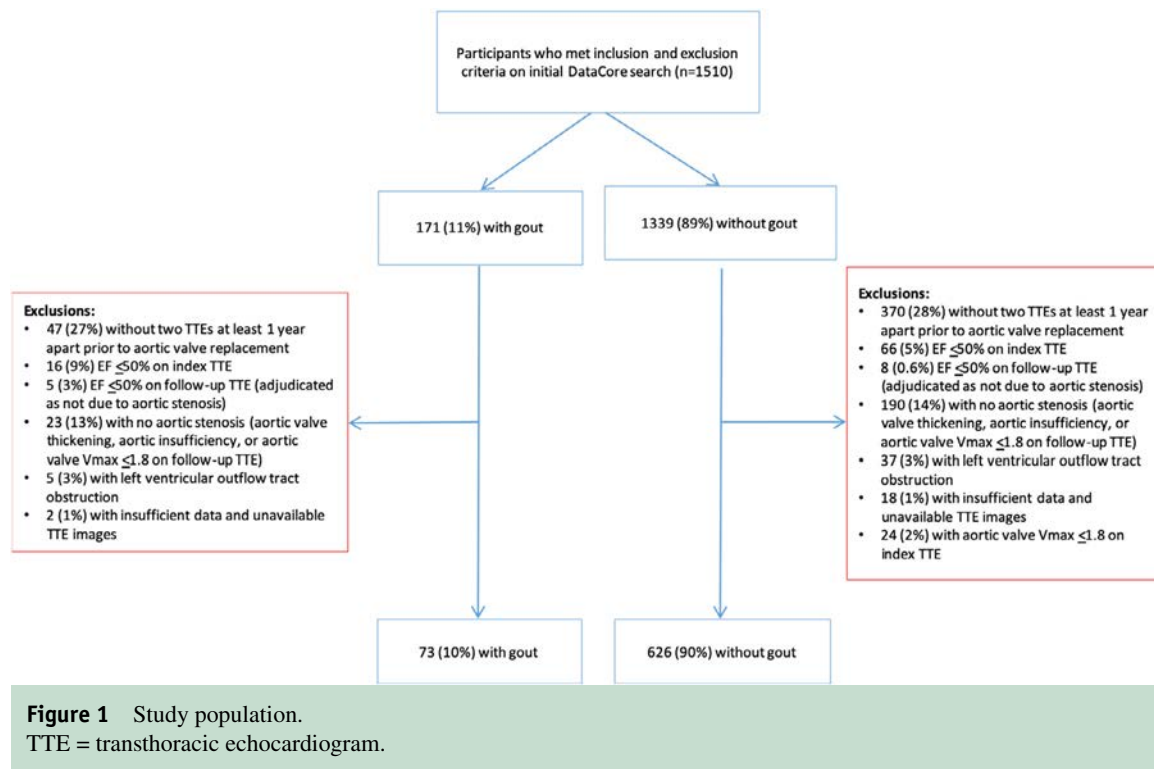 Participants who met inclusion and exclusion
criteria on initial DataCore search (n=1510)
171 (11%) with gout
1339 (89%) without gout
Exclusions:
• 47 (27%) without two TTEs at least 1 year
apart prior to aortic valve replacement
• 16 (9%) EF ≤50% on index TTE
• 5 (3%) EF ≤50% on follow-up TTE (adjudicated
as not due to aortic stenosis)
• 23 (13%) with no aortic stenosis (aortic valve
thickening, aortic insufficiency, or aortic
valve Vmax ≤1.8 on follow-up TTE)
• 5 (3%) with left ventricular outflow tract
obstruction
• 2 (1%) with insufficient data and unavailable
TTE images
Exclusions:
• 370 (28%) without two TTEs at least 1 year
apart prior to aortic valve replacement
• 66 (5%) EF ≤50% on index TTE
• 8 (0.6%) EF ≤50% on follow-up TTE
(adjudicated as not due to aortic stenosis)
• 190 (14%) with no aortic stenosis (aortic
valve thickening, aortic insufficiency, or
aortic valve Vmax ≤1.8 on follow-up TTE)
• 37 (3%) with left ventricular outflow tract
obstruction
• 18 (1%) with insufficient data and
unavailable TTE images
• 24 (2%) with aortic valve Vmax ≤1.8 on
index TTE
73 (10%) with gout
626 (90%) without gout
Figure 1 Study population.
TTE = transthoracic echocardiogram.